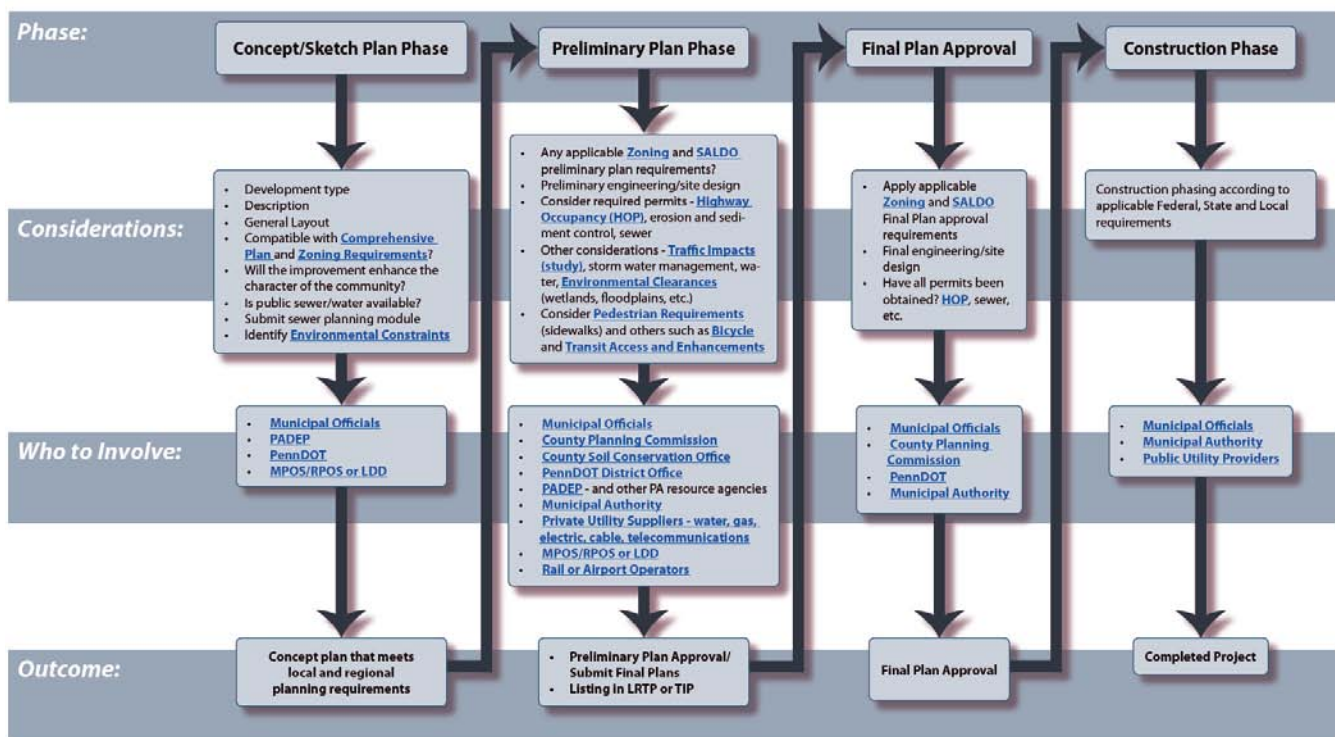 Phase:
Concept/Sketch Plan Phase
Preliminary Plan Phase
Final Plan Approval
Construction Phase
Considerations:
• Development type
• Description
• General Layout
• Compatible with Comprehensive
Plan and Zoning Requirements?
• Will the improvement enhance the
character of the community?
• Is public sewer/water available?
• Submit sewer planning module
• Identify Environmental Constraints
• Any applicable Zoning and SALDO
preliminary plan requirements?
• Preliminary engineering/site design
• Consider required permits - Highway
Occupancy (HOP), erosion and sedi-
ment control, sewer
• Other considerations - Traffic Impacts
(study), storm water management, wa-
ter, Environmental Clearances
(wetlands, floodplains, etc.)
• Consider Pedestrian Requirements
(sidewalks) and others such as Bicycle
and Transit Access and Enhancements
• Apply applicable
Zoning and SALDO
Final Plan approval
requirements
• Final engineering/site
design
• Have all permits been
obtained? HOP, sewer,
etc.
Construction phasing according to
applicable Federal, State and Local
requirements
Who to Involve:
• Municipal Officials
• PADEP
• PennDOT
• MPOS/RPOS or LDD
• Municipal Officials
• County Planning Commission
• County Soil Conservation Office
• PennDOT District Office
• PADEP - and other PA resource agencies
• Municipal Authority
• Private Utility Suppliers - water, gas,
electric, cable, telecommunications
• MPOS/RPOS or LDD
• Rail or Airport Operators
• Municipal Officials
• County Planning
Commission
• PennDOT
• Municipal Authority
• Municipal Officials
• Municipal Authority
• Public Utility Providers
Outcome:
Concept plan that meets
local and regional
planning requirements
• Preliminary Plan Approval/
Submit Final Plans
• Listing in LRTP or TIP
Final Plan Approval
Completed Project